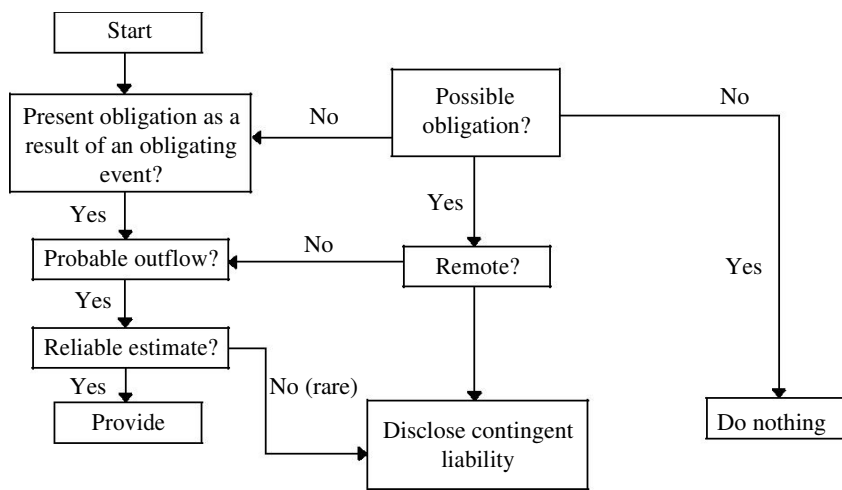 Start
Present obligation as a
result of an obligating
event?
No
Possible
obligation?
No
Yes
Yes
Probable outflow?
No
Remote?
Yes
Yes
Reliable estimate?
Yes
No (rare)
Provide
Disclose contingent
liability
Do nothing